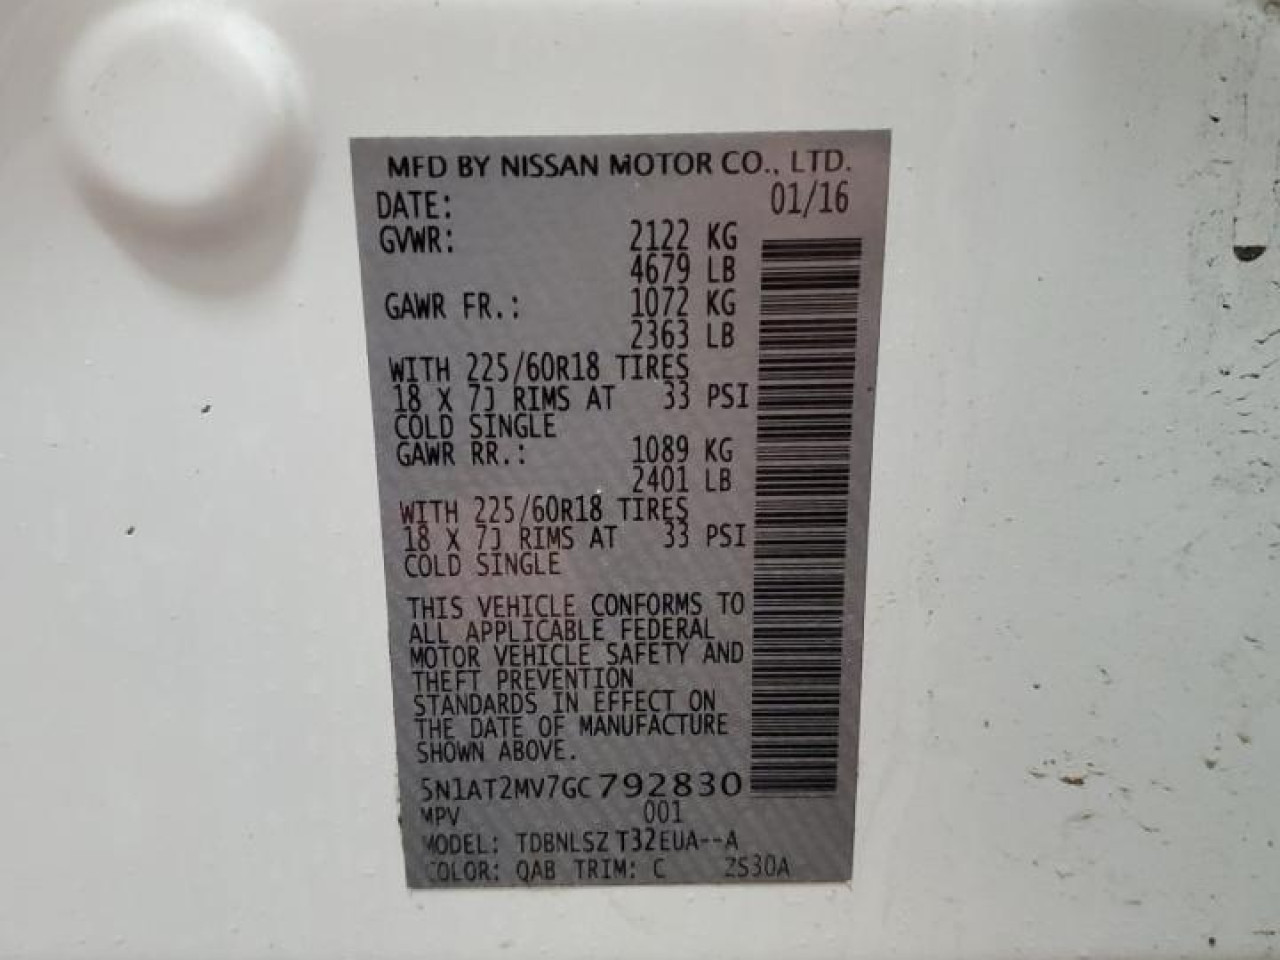 MFD BY NISSAN MOTOR CO., LTD.
DATE: 01/16
GVWR: 2122 KG
4679 LB
GAWR FR.: 1072 KG
2363 LB
WITH 225/60R18 TIRES
18 X 7J RIMS AT 33 PSI
COLD SINGLE
GAWR RR.: 1089 KG
2401 LB
WITH 225/60R18 TIRES
18 X 7J RIMS AT 33 PSI
COLD SINGLE
THIS VEHICLE CONFORMS TO
ALL APPLICABLE FEDERAL
MOTOR VEHICLE SAFETY AND
THEFT PREVENTION
STANDARDS IN EFFECT ON
THE DATE OF MANUFACTURE
SHOWN ABOVE.
5N1AT2MV7GC792830
MPV 001
MODEL: TDBNLSZ T32EUA--A
COLOR: QAB TRIM: C 2S30A